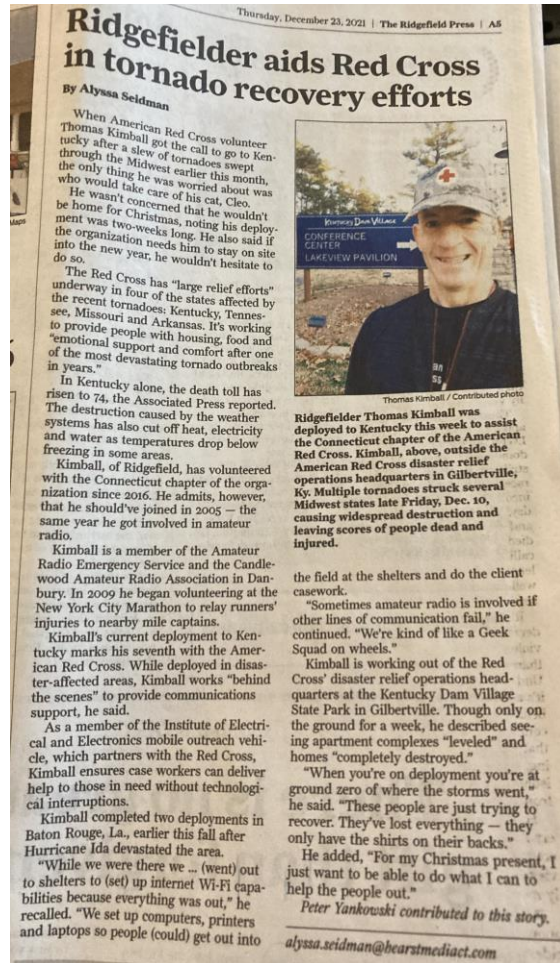 Thursday, December 23, 2021 | The Ridgefield Press | A5
Ridgefielder aids Red Cross
in tornado recovery efforts
By Alyssa Seidman
When American Red Cross volunteer
Thomas Kimball got the call to go to Ken-
tucky after a slew of tornadoes swept
through the Midwest earlier this month,
the only thing he was worried about was
who would take care of his cat, Cleo.
He wasn't concerned that he wouldn't
be home for Christmas, noting his deploy-
ment was two-weeks long. He also said if
the organization needs him to stay on site
into the new year, he wouldn't hesitate to
do so.
The Red Cross has "large relief efforts"
underway in four of the states affected by
the recent tornadoes: Kentucky, Tennes-
see, Missouri and Arkansas. It's working
to provide people with housing, food and
"emotional support and comfort after one
of the most devastating tornado outbreaks
in years."
In Kentucky alone, the death toll has
risen to 74, the Associated Press reported.
The destruction caused by the weather
systems has also cut off heat, electricity
and water as temperatures drop below
freezing in some areas.
Kimball, of Ridgefield, has volunteered
with the Connecticut chapter of the orga-
nization since 2016. He admits, however,
that he should've joined in 2005 — the
same year he got involved in amateur
radio.
Kimball is a member of the Amateur
Radio Emergency Service and the Candle-
wood Amateur Radio Association in Dan-
bury. In 2009 he began volunteering at the
New York City Marathon to relay runners'
injuries to nearby mile captains.
Kimball's current deployment to Ken-
tucky marks his seventh with the Amer-
ican Red Cross. While deployed in disas-
ter-affected areas, Kimball works "behind
the scenes" to provide communications
support, he said.
As a member of the Institute of Electri-
cal and Electronics mobile outreach vehi-
cle, which partners with the Red Cross,
Kimball ensures case workers can deliver
help to those in need without technologi-
cal interruptions.
Kimball completed two deployments in
Baton Rouge, La., earlier this fall after
Hurricane Ida devastated the area.
"While we were there we ... (went) out
to shelters to (set) up internet Wi-Fi capa-
bilities because everything was out," he
recalled. "We set up computers, printers
and laptops so people (could) get out into
KENTUCKY DAM VILLAGE
CONFERENCE
CENTER
LAKEVIEW PAVILION
Thomas Kimball / Contributed photo
Ridgefielder Thomas Kimball was
deployed to Kentucky this week to assist
the Connecticut chapter of the American
Red Cross. Kimball, above, outside the
American Red Cross disaster relief
operations headquarters in Gilbertville,
Ky. Multiple tornadoes struck several
Midwest states late Friday, Dec. 10,
causing widespread destruction and
leaving scores of people dead and
injured.
the field at the shelters and do the client
casework.
"Sometimes amateur radio is involved if
other lines of communication fail," he
continued. "We're kind of like a Geek
Squad on wheels."
Kimball is working out of the Red
Cross' disaster relief operations head-
quarters at the Kentucky Dam Village
State Park in Gilbertville. Though only on
the ground for a week, he described see-
ing apartment complexes "leveled" and
homes "completely destroyed."
"When you're on deployment you're at
ground zero of where the storms went,"
he said. "These people are just trying to
recover. They've lost everything — they
only have the shirts on their backs."
He added, "For my Christmas present, I
just want to be able to do what I can to
help the people out."
Peter Yankowski contributed to this story.
alyssa.seidman@hearstmediact.com